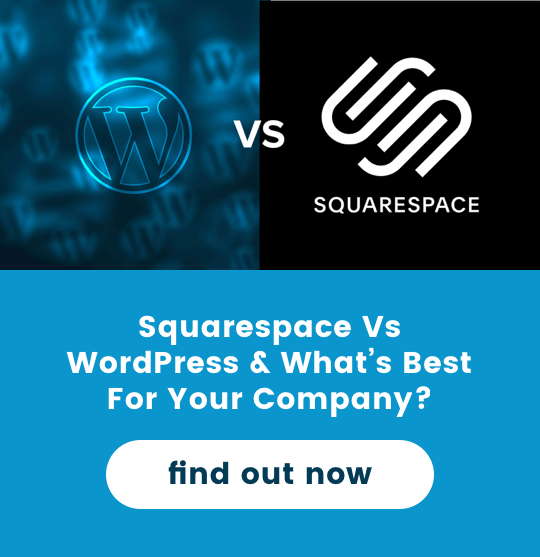 VS
SQUARESPACE
Squarespace Vs
WordPress & What’s Best
For Your Company?
find out now